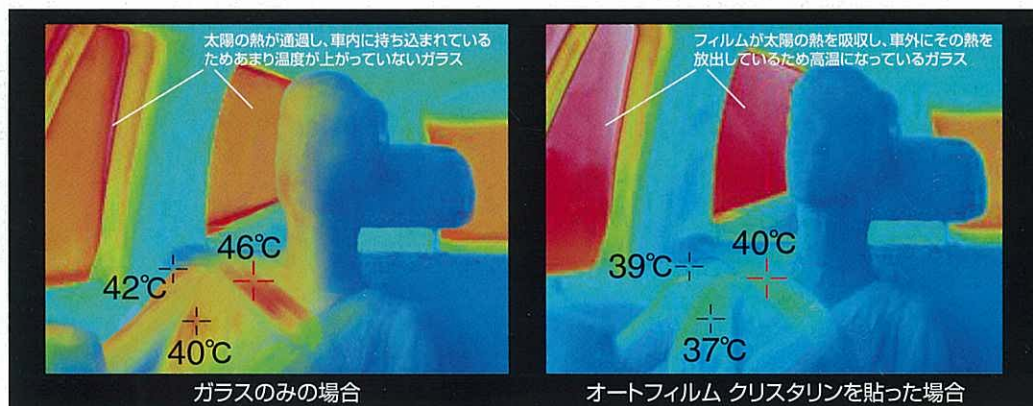 太陽の熱が通過し、車内に持ち込まれている
ためあまり温度が上がっていないガラス
46℃
42℃
40℃
ガラスのみの場合
フィルムが太陽の熱を吸収し、車外にその熱を
放出しているため高温になっているガラス
40℃
39℃
37℃
オートフィルム クリスタリンを貼った場合